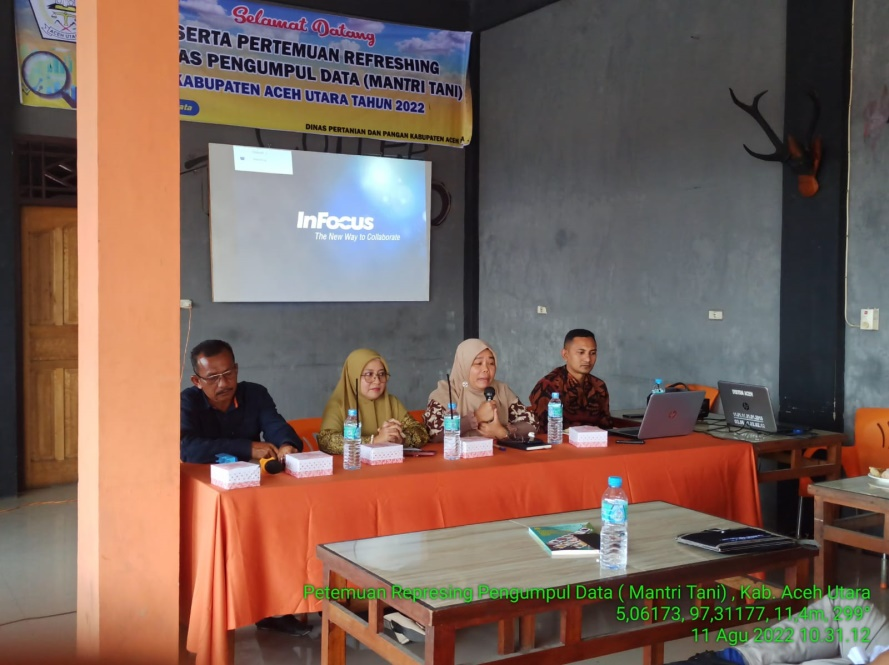 Selamat Datang
SERTA PERTEMUAN REFRESHING
AS PENGUMPUL DATA (MANTRI TANI)
KABUPATEN ACEH UTARA TAHUN 2022
DINAS PERTANIAN DAN PANGAN KABUPATEN ACEH
InFocus
The New Way to Collaborate
Petemuan Represing Pengumpul Data ( Mantri Tani) , Kab. Aceh Utara
5,06173, 97,31177, 11,4m, 299°
11 Agu 2022 10.31.12